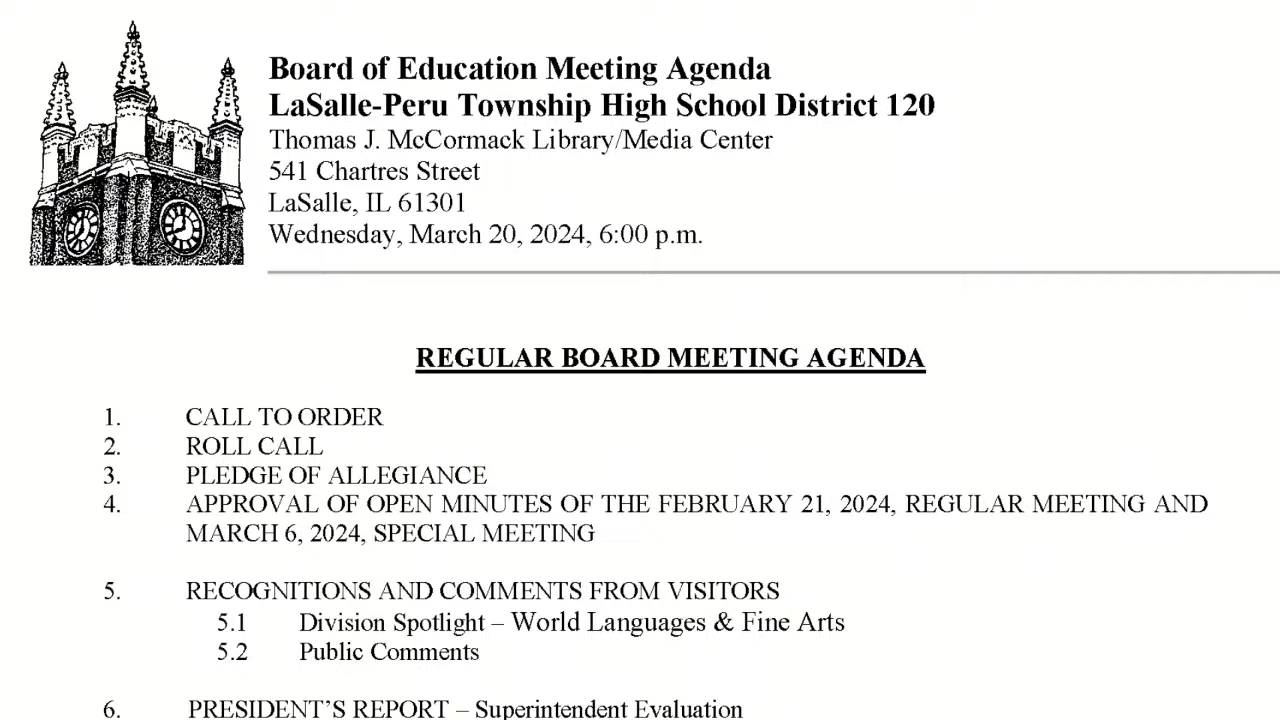 Board of Education Meeting Agenda
LaSalle-Peru Township High School District 120
Thomas J. McCormack Library/Media Center
541 Chartres Street
LaSalle, IL 61301
Wednesday, March 20, 2024, 6:00 p.m.
REGULAR BOARD MEETING AGENDA
1. CALL TO ORDER
2. ROLL CALL
3. PLEDGE OF ALLEGIANCE
4. APPROVAL OF OPEN MINUTES OF THE FEBRUARY 21, 2024, REGULAR MEETING AND
MARCH 6, 2024, SPECIAL MEETING
5. RECOGNITIONS AND COMMENTS FROM VISITORS
5.1 Division Spotlight – World Languages & Fine Arts
5.2 Public Comments
6. PRESIDENT’S REPORT – Superintendent Evaluation